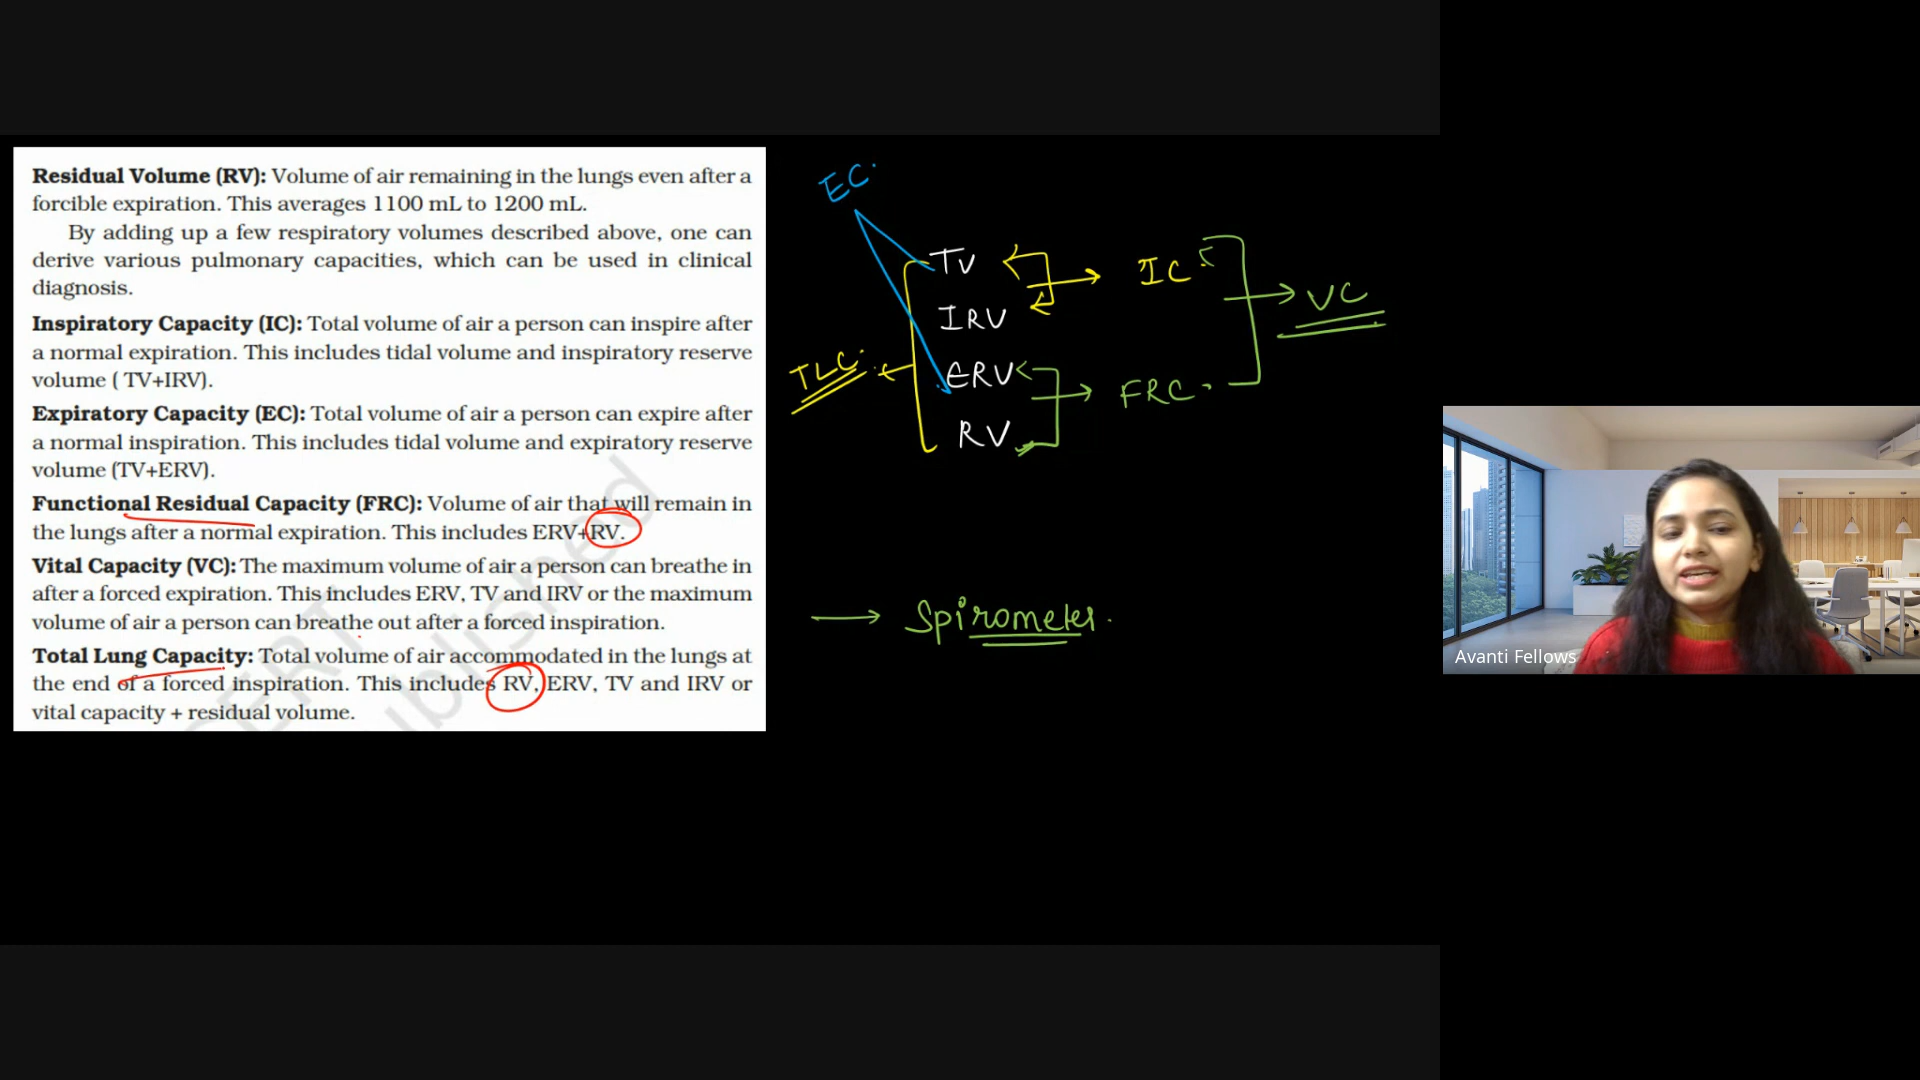 Residual Volume (RV): Volume of air remaining in the lungs even after a
forcible expiration. This averages 1100 mL to 1200 mL.
By adding up a few respiratory volumes described above, one can
derive various pulmonary capacities, which can be used in clinical
diagnosis.
Inspiratory Capacity (IC): Total volume of air a person can inspire after
a normal expiration. This includes tidal volume and inspiratory reserve
volume ( TV+IRV).
Expiratory Capacity (EC): Total volume of air a person can expire after
a normal inspiration. This includes tidal volume and expiratory reserve
volume (TV+ERV).
Functional Residual Capacity (FRC): Volume of air that will remain in
the lungs after a normal expiration. This includes ERV+RV.
Vital Capacity (VC): The maximum volume of air a person can breathe in
after a forced expiration. This includes ERV, TV and IRV or the maximum
volume of air a person can breathe out after a forced inspiration.
Total Lung Capacity: Total volume of air accommodated in the lungs at
the end of a forced inspiration. This includes RV, ERV, TV and IRV or
vital capacity + residual volume.
EC.
TV
IRV
ERV
RV
TLC.
IC
FRC
VC
Spirometer.
Avanti Fellows